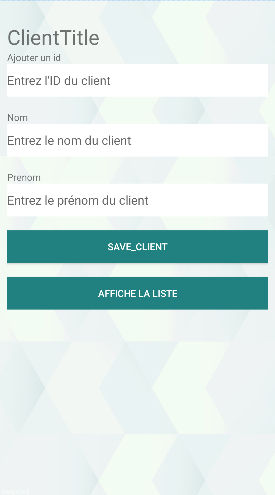 ClientTitle
Ajouter un id
Entrez l'ID du client
Nom
Entrez le nom du client
Prenom
Entrez le prénom du client
SAVE_CLIENT
AFFICHE LA LISTE